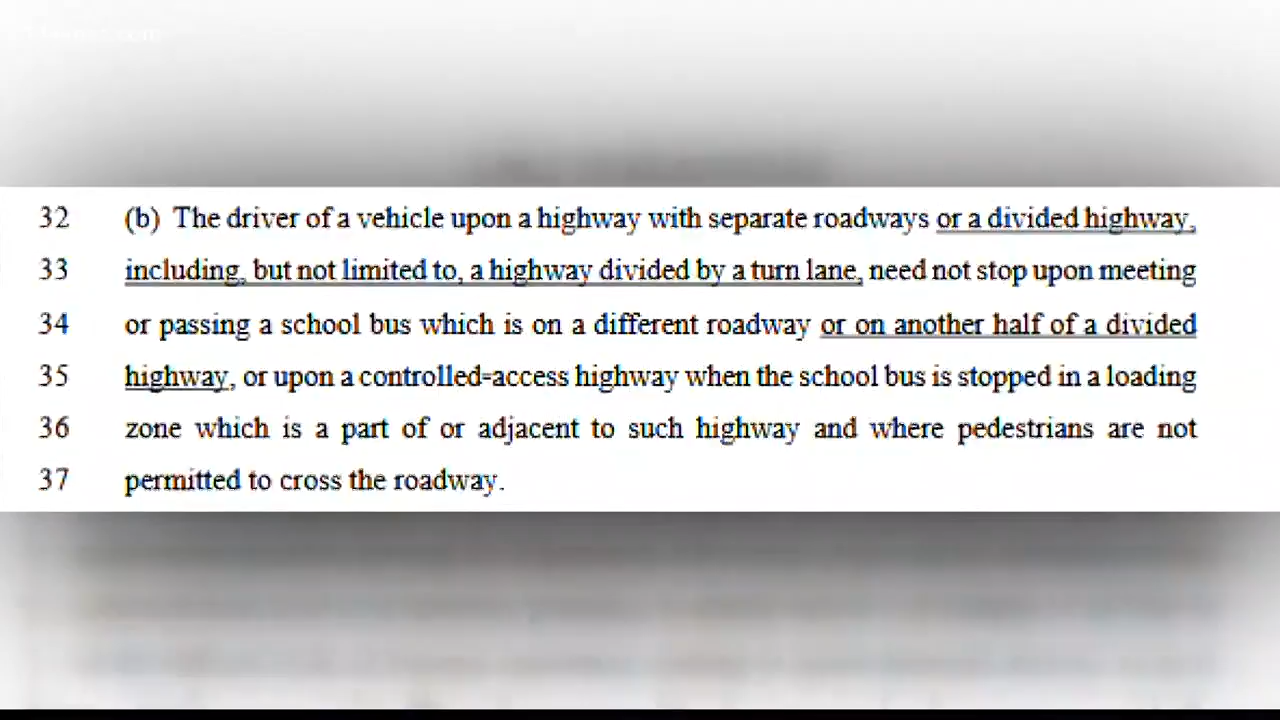 32 (b) The driver of a vehicle upon a highway with separate roadways or a divided highway,
33 including, but not limited to, a highway divided by a turn lane, need not stop upon meeting
34 or passing a school bus which is on a different roadway or on another half of a divided
35 highway, or upon a controlled-access highway when the school bus is stopped in a loading
36 zone which is a part of or adjacent to such highway and where pedestrians are not
37 permitted to cross the roadway.